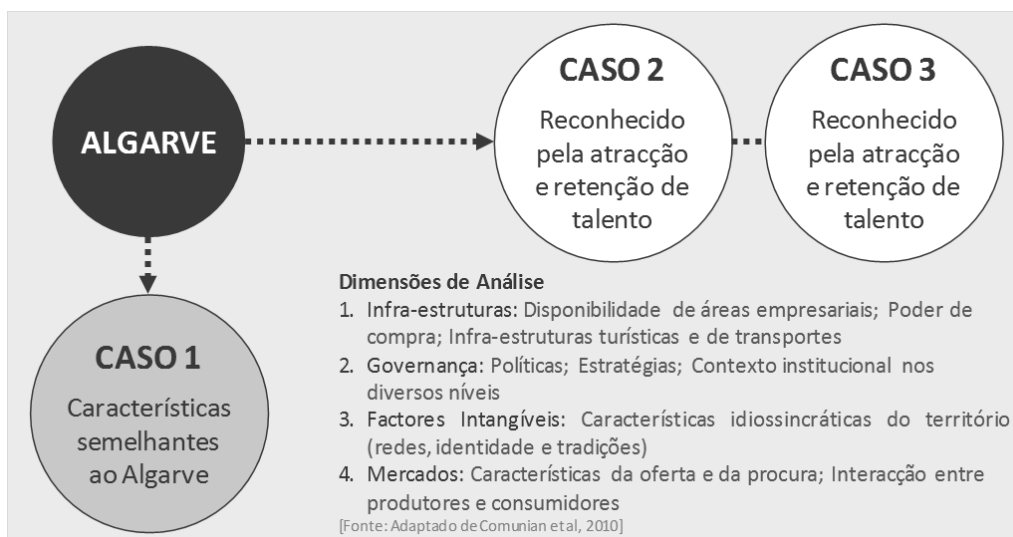 ALGARVE
CASO 2
Reconhecido
pela atracção
e retenção de
talento
CASO 3
Reconhecido
pela atracção
e retenção de
talento
CASO 1
Características
semelhantes
ao Algarve
Dimensões de Análise
1. Infra-estruturas: Disponibilidade de áreas empresariais; Poder de
compra; Infra-estruturas turísticas e de transportes
2. Governança: Políticas; Estratégias; Contexto institucional nos
diversos níveis
3. Factores Intangíveis: Características idiossincráticas do território
(redes, identidade e tradições)
4. Mercados: Características da oferta e da procura; Interacção entre
produtores e consumidores
[Fonte: Adaptado de Comunian et al, 2010]